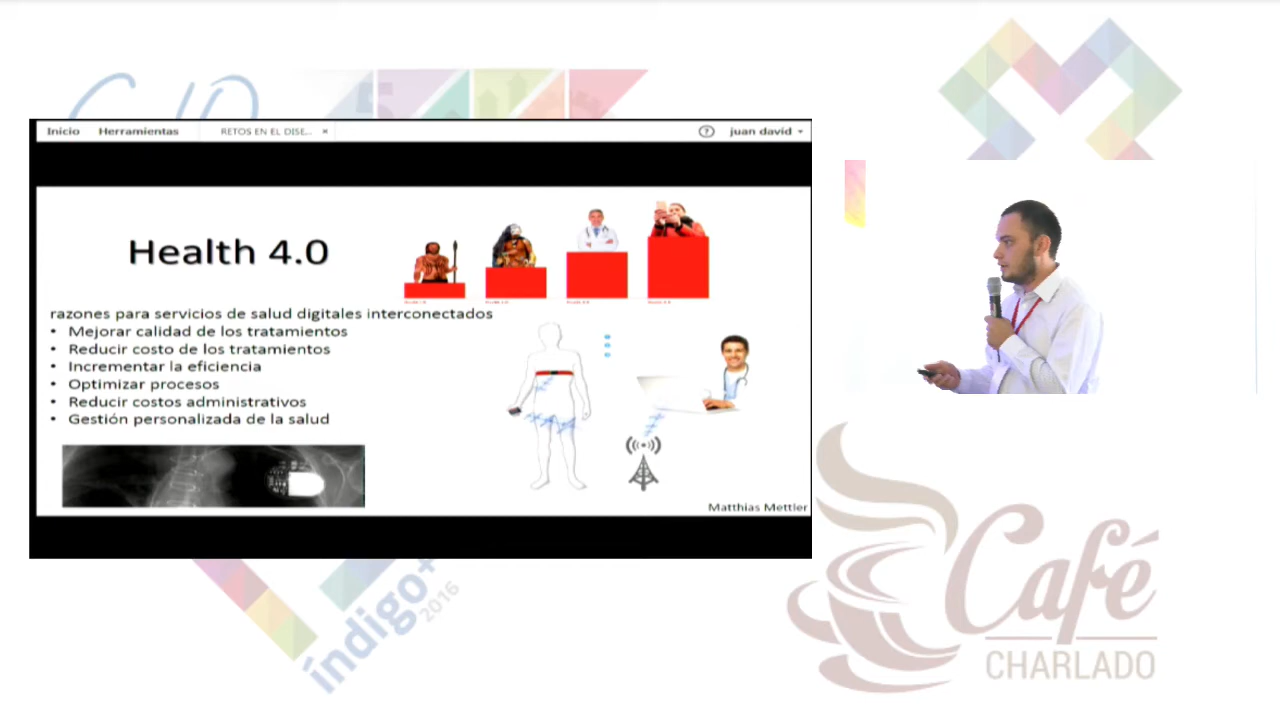 Inicio Herramientas RETOS EN EL DISE... × ? juan david
Health 4.0
razones para servicios de salud digitales interconectados
• Mejorar calidad de los tratamientos
• Reducir costo de los tratamientos
• Incrementar la eficiencia
• Optimizar procesos
• Reducir costos administrativos
• Gestión personalizada de la salud
Matthias Mettler
índigo+
2016
Café
CHARLADO